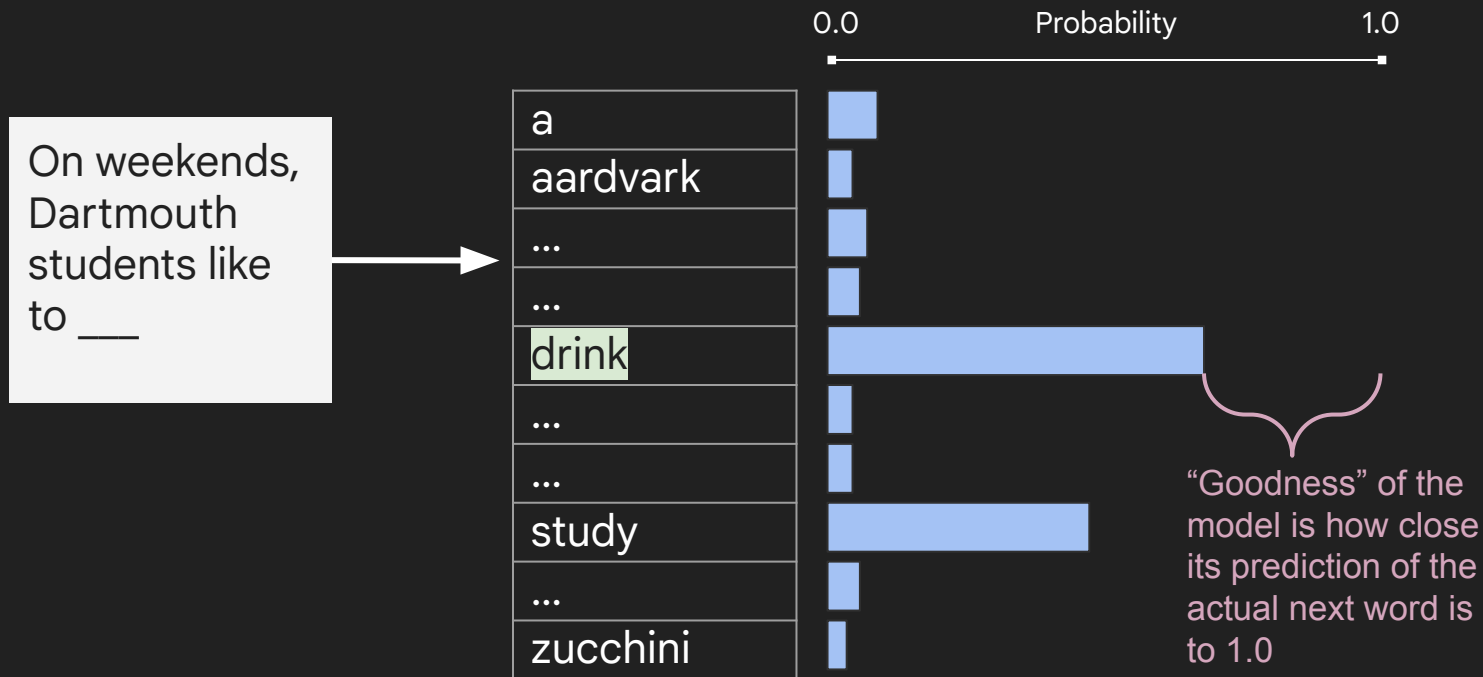 0.0 Probability 1.0
On weekends,
Dartmouth
students like
to ___
a
aardvark
...
...
drink
...
...
study
...
zucchini
“Goodness” of the
model is how close
its prediction of the
actual next word is
to 1.0